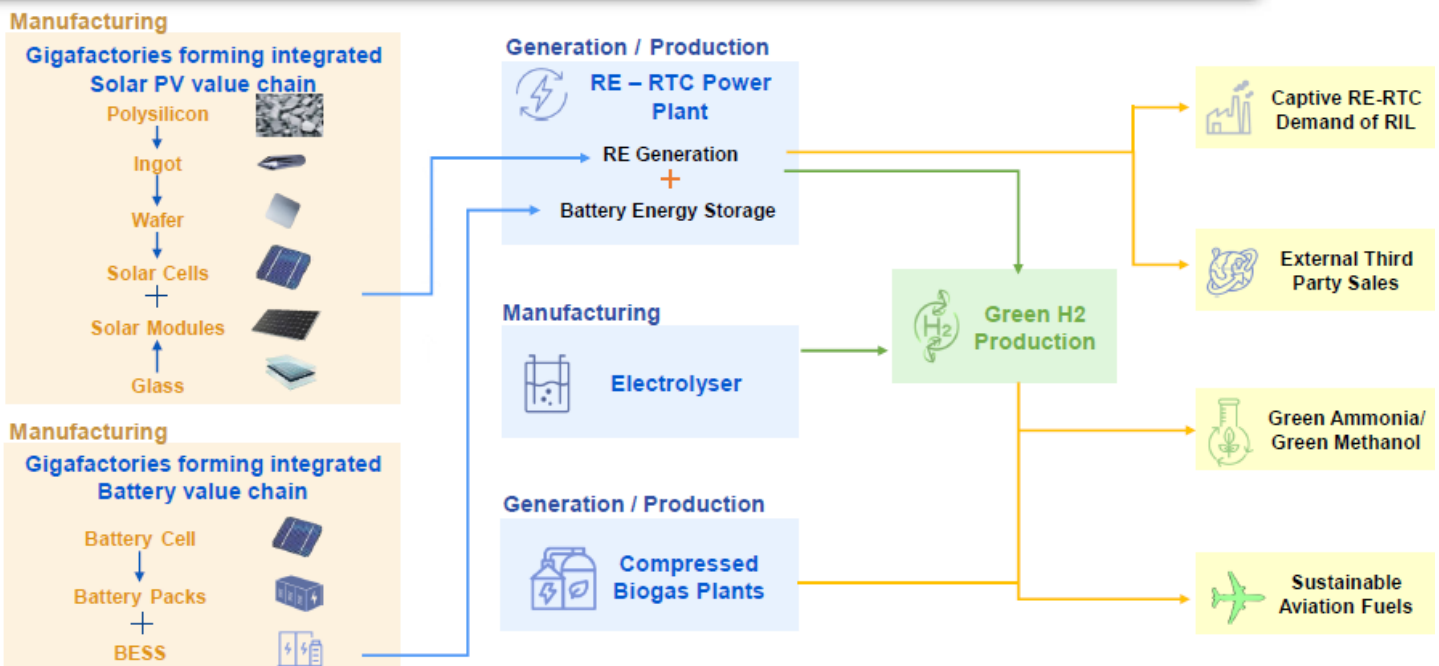 Manufacturing
Gigafactories forming integrated
Solar PV value chain
Polysilicon
Ingot
Wafer
Solar Cells
+
Solar Modules
Glass
Manufacturing
Gigafactories forming integrated
Battery value chain
Battery Cell
Battery Packs
+
BESS
Generation / Production
RE – RTC Power
Plant
RE Generation
+
Battery Energy Storage
Manufacturing
Electrolyser
Generation / Production
Compressed
Biogas Plants
H2
Green H2
Production
Captive RE-RTC
Demand of RIL
External Third
Party Sales
Green Ammonia/
Green Methanol
Sustainable
Aviation Fuels